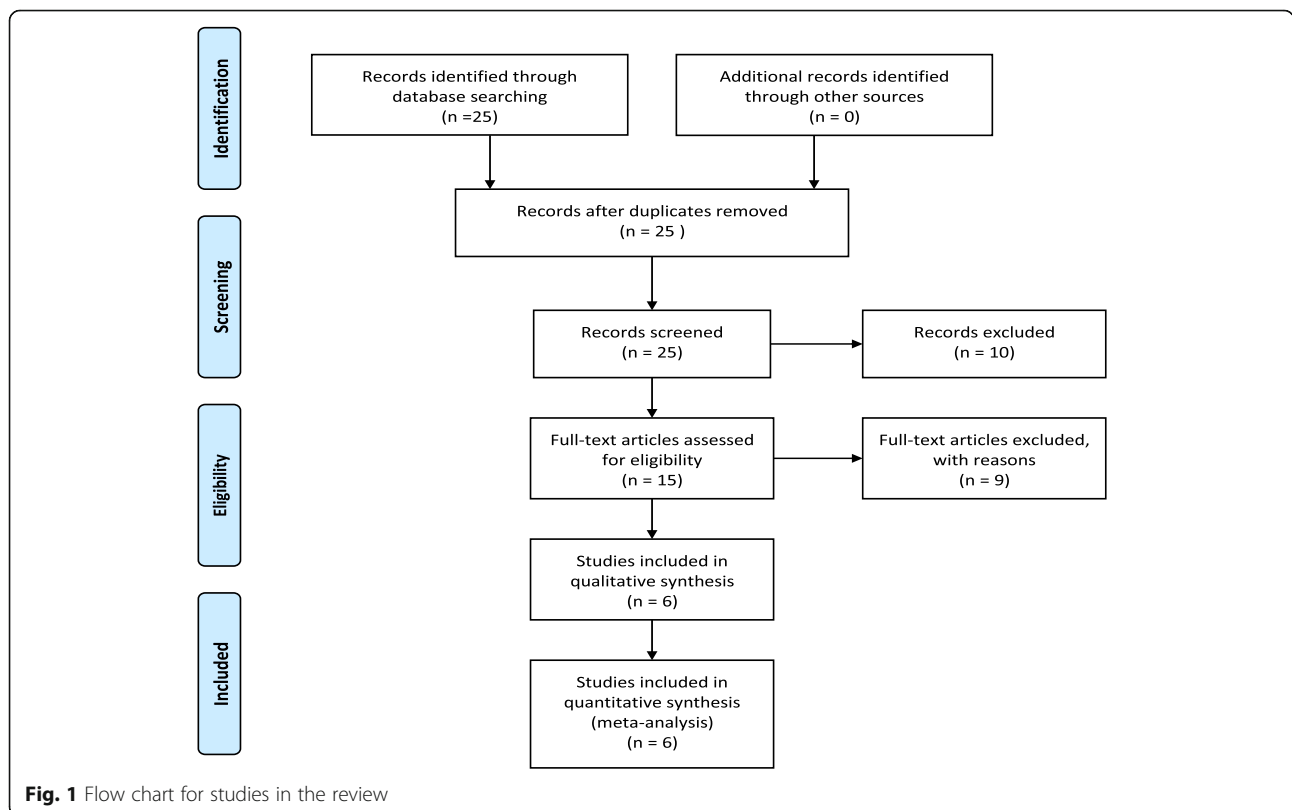 Identification
Records identified through
database searching
(n =25)
Additional records identified
through other sources
(n = 0)
Records after duplicates removed
(n = 25 )
Screening
Records screened
(n = 25)
Records excluded
(n = 10)
Eligibility
Full-text articles assessed
for eligibility
(n = 15)
Full-text articles excluded,
with reasons
(n = 9)
Studies included in
qualitative synthesis
(n = 6)
Included
Studies included in
quantitative synthesis
(meta-analysis)
(n = 6)
Fig. 1 Flow chart for studies in the review